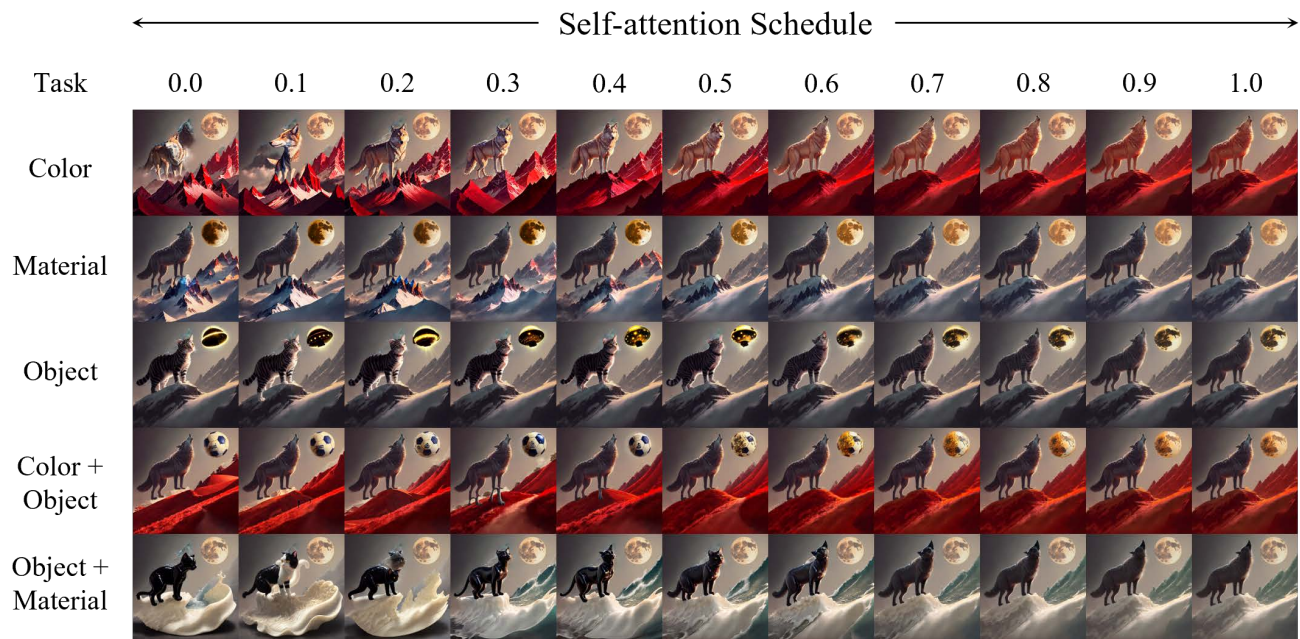 Self-attention Schedule
Task 0.0 0.1 0.2 0.3 0.4 0.5 0.6 0.7 0.8 0.9 1.0
Color
Material
Object
Color +
Object
Object +
Material